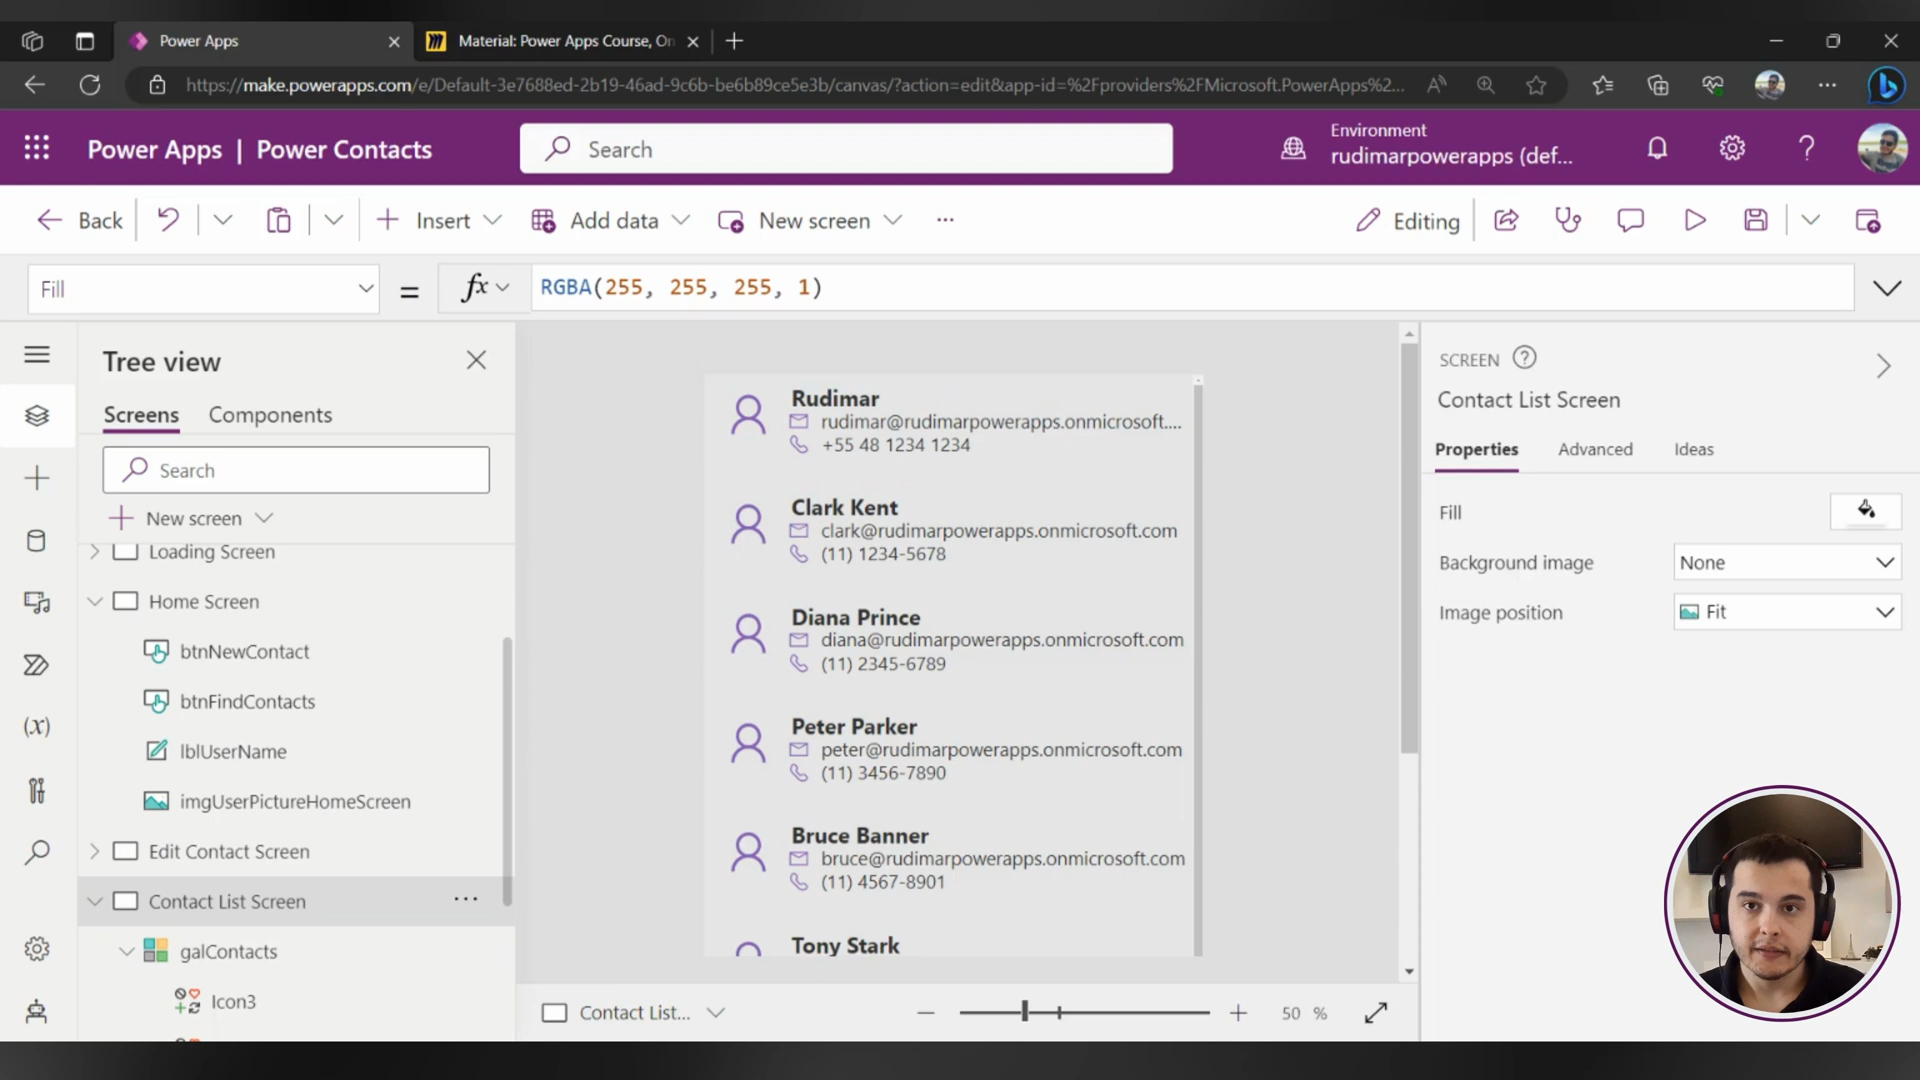 Power Apps
Material: Power Apps Course, On
https://make.powerapps.com/e/Default-3e7688ed-2b19-46ad-9c6b-be6b89ce5e3b/canvas/?action=edit&app-id=%2Fproviders%2FMicrosoft.PowerApps%2...
Power Apps | Power Contacts
Search
Environment
rudimarpowerapps (def...
Back
Insert
Add data
New screen
...
Editing
Fill
=
fx
RGBA(255, 255, 255, 1)
Tree view
Screens
Components
Search
New screen
Loading Screen
Home Screen
btnNewContact
btnFindContacts
lblUserName
imgUserPictureHomeScreen
Edit Contact Screen
Contact List Screen
...
galContacts
Icon3
(x)
Rudimar
rudimar@rudimarpowerapps.onmicrosoft....
+55 48 1234 1234
Clark Kent
clark@rudimarpowerapps.onmicrosoft.com
(11) 1234-5678
Diana Prince
diana@rudimarpowerapps.onmicrosoft.com
(11) 2345-6789
Peter Parker
peter@rudimarpowerapps.onmicrosoft.com
(11) 3456-7890
Bruce Banner
bruce@rudimarpowerapps.onmicrosoft.com
(11) 4567-8901
Tony Stark
Contact List...
50 %
SCREEN
Contact List Screen
Properties
Advanced
Ideas
Fill
Background image
None
Image position
Fit